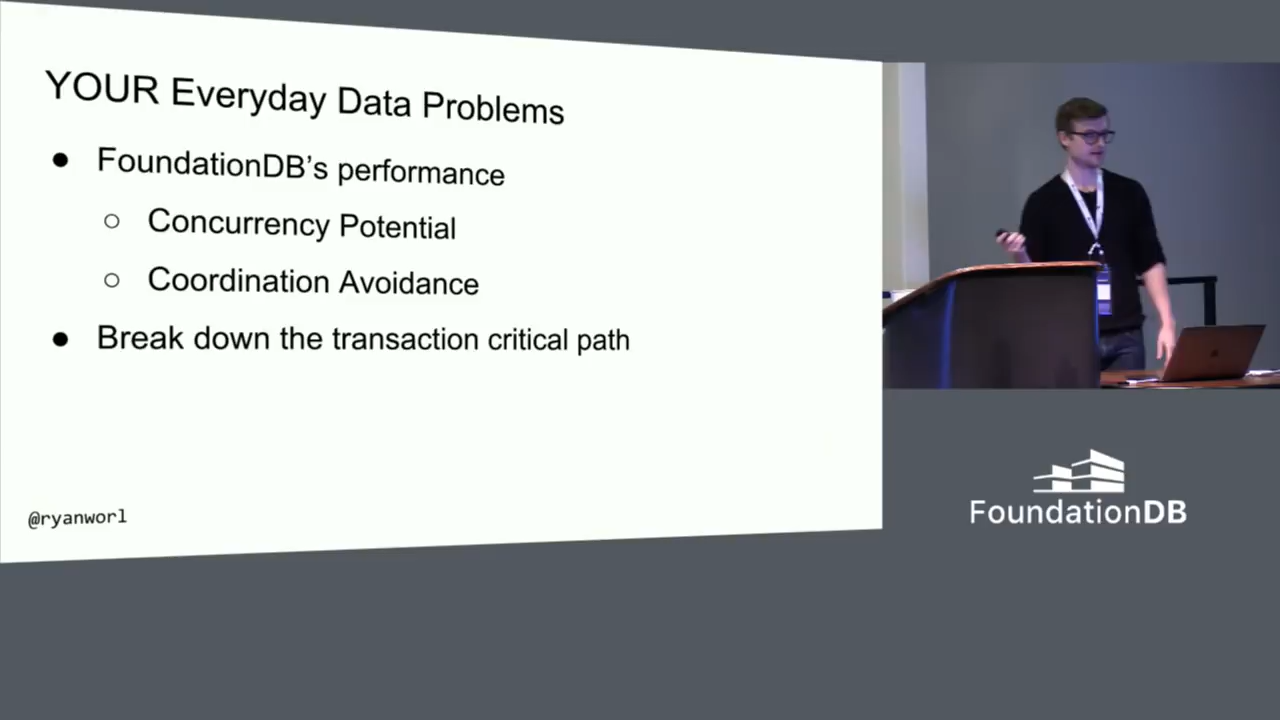 YOUR Everyday Data Problems
● FoundationDB's performance
○ Concurrency Potential
○ Coordination Avoidance
● Break down the transaction critical path
@ryanworl
FoundationDB